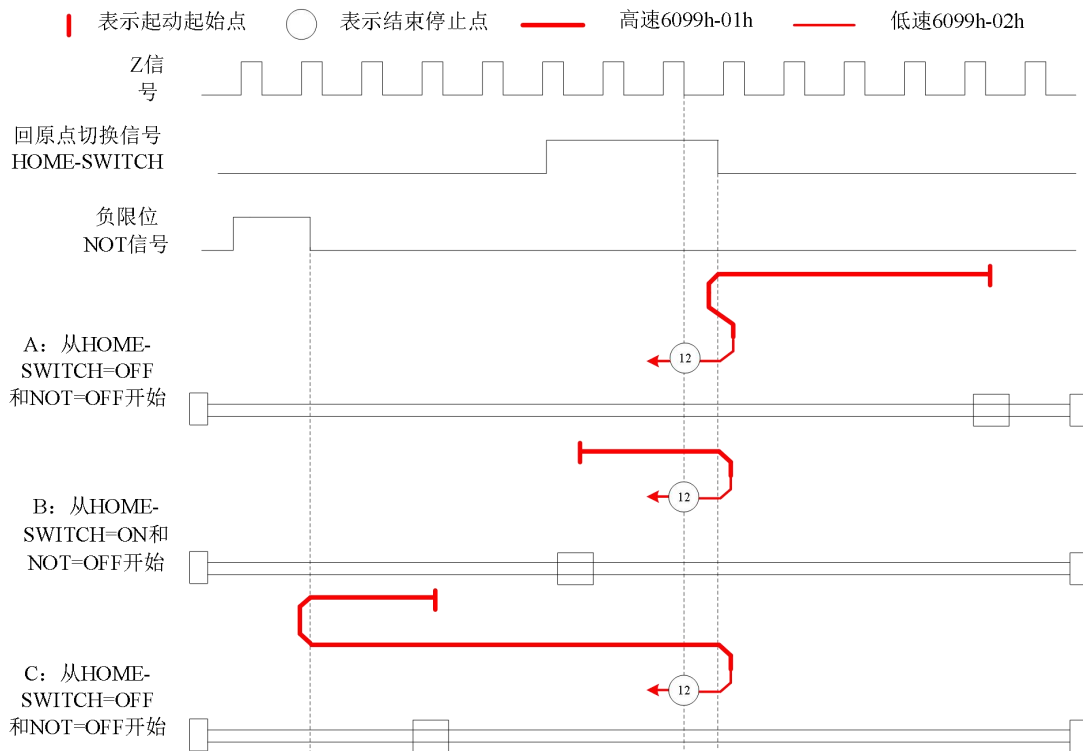 表示起动起始点
表示结束停止点
高速6099h-01h
低速6099h-02h
Z信
号
回原点切换信号
HOME-SWITCH
负限位
NOT信号
A：从HOME-
SWITCH=OFF
和NOT=OFF开始
12
B：从HOME-
SWITCH=ON和
NOT=OFF开始
12
C：从HOME-
SWITCH=OFF
和NOT=OFF开始
12